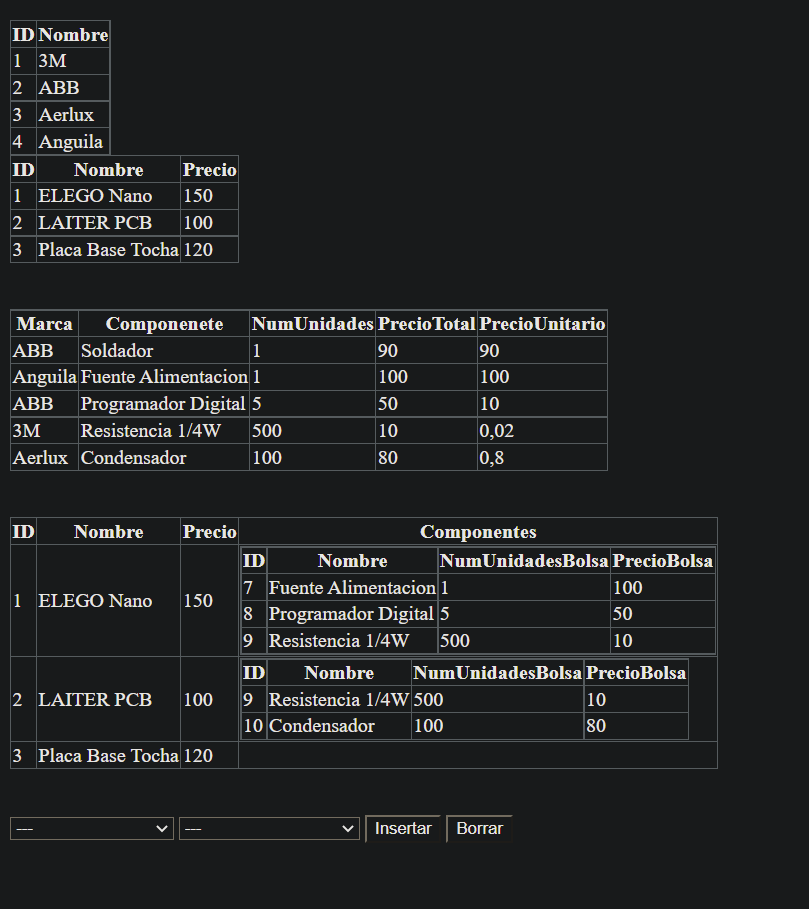 ID Nombre
1 3M
2 ABB
3 Aerlux
4 Anguila
ID Nombre Precio
1 ELEGO Nano 150
2 LAITER PCB 100
3 Placa Base Tocha 120
Marca Componenete NumUnidades PrecioTotal PrecioUnitario
ABB Soldador 1 90 90
Anguila Fuente Alimentacion 1 100 100
ABB Programador Digital 5 50 10
3M Resistencia 1/4W 500 10 0,02
Aerlux Condensador 100 80 0,8
ID Nombre Precio Componentes
1 ELEGO Nano 150
ID Nombre NumUnidadesBolsa PrecioBolsa
7 Fuente Alimentacion 1 100
8 Programador Digital 5 50
9 Resistencia 1/4W 500 10
2 LAITER PCB 100
ID Nombre NumUnidadesBolsa PrecioBolsa
9 Resistencia 1/4W 500 10
10 Condensador 100 80
3 Placa Base Tocha 120
--- --- Insertar Borrar